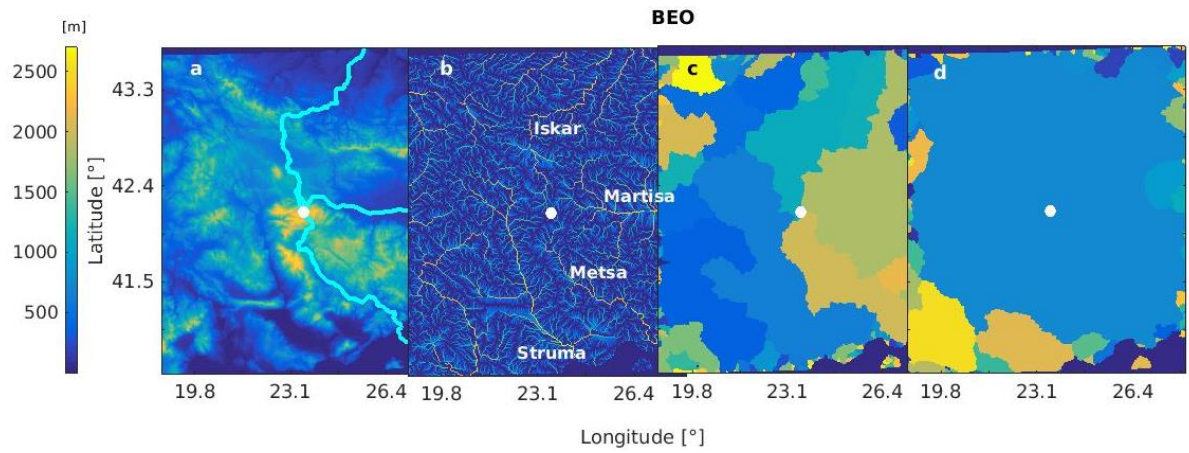 BEO
[m]
2500
2000
1500
1000
500
Latitude [°]
43.3
42.4
41.5
a
b
c
d
Iskar
Martisa
Metsa
Struma
19.8 23.1 26.4
19.8 23.1 26.4
19.8 23.1 26.4
19.8 23.1 26.4
Longitude [°]